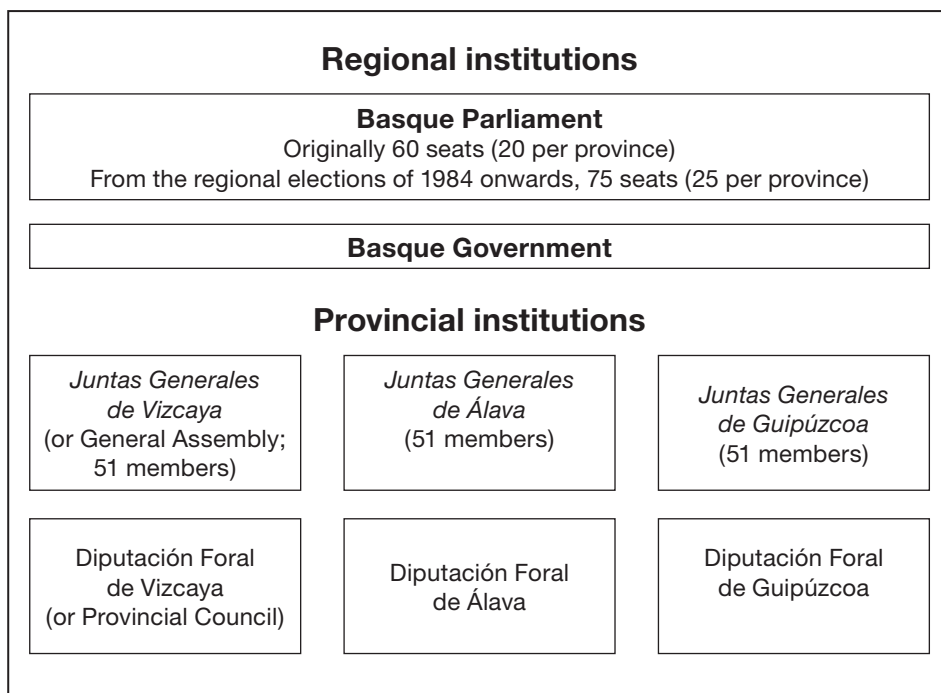 Regional institutions
Basque Parliament
Originally 60 seats (20 per province)
From the regional elections of 1984 onwards, 75 seats (25 per province)
Basque Government
Provincial institutions
Juntas Generales
de Vizcaya
(or General Assembly;
51 members)
Juntas Generales
de Álava
(51 members)
Juntas Generales
de Guipúzcoa
(51 members)
Diputación Foral
de Vizcaya
(or Provincial Council)
Diputación Foral
de Álava
Diputación Foral
de Guipúzcoa